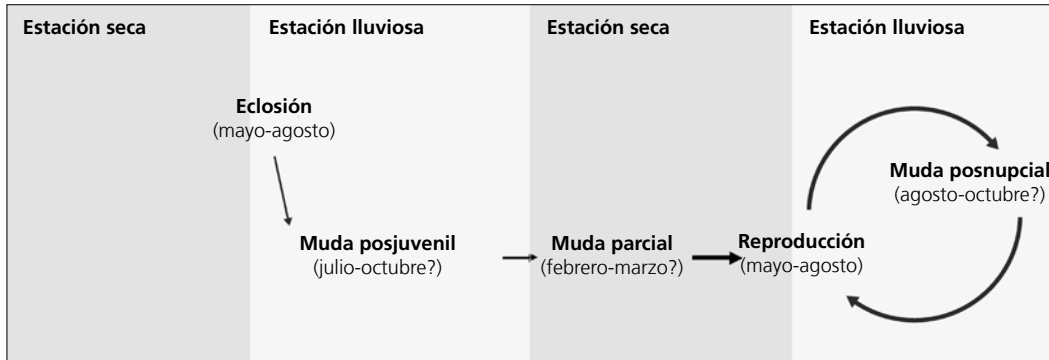 Estación seca
Estación lluviosa
Estación seca
Estación lluviosa
Eclosión
(mayo-agosto)
Muda posnupcial
(agosto-octubre?)
Muda posjuvenil
(julio-octubre?)
Muda parcial
(febrero-marzo?)
Reproducción
(mayo-agosto)